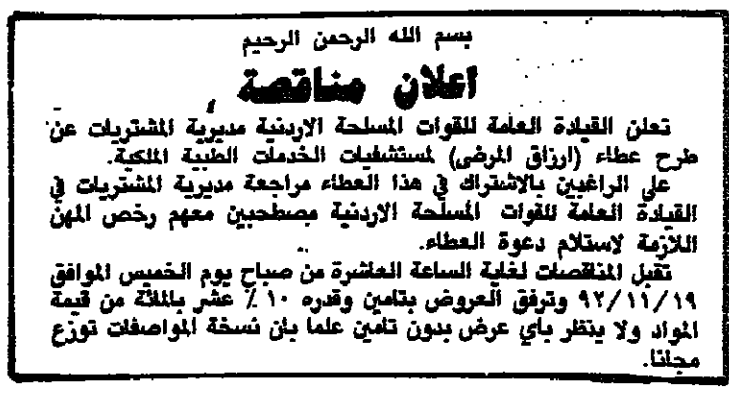 بسم الله الرحمن الرحيم
اعلان مناقصة
تعلن القيادة العامة للقوات المسلحة الاردنية مديرية المشتريات عن
طرح عطاء (ارزاق المرضى) لمستشفيات الخدمات الطبية الملكية.
على الراغبين بالاشتراك في هذا العطاء مراجعة مديرية المشتريات في
القيادة العامة للقوات المسلحة الاردنية مصطحبين معهم رخص المهن
اللازمة لاستلام دعوة العطاء.
تقبل المناقصات لغاية الساعة العاشرة من صباح يوم الخميس الموافق
٩٢/١١/١٩ وترفق العروض بتامين وقدره ١٠٪ عشر بالمائة من قيمة
المواد ولا ينظر باي عرض بدون تامين علما بان نسخة المواصفات توزع
مجانا.